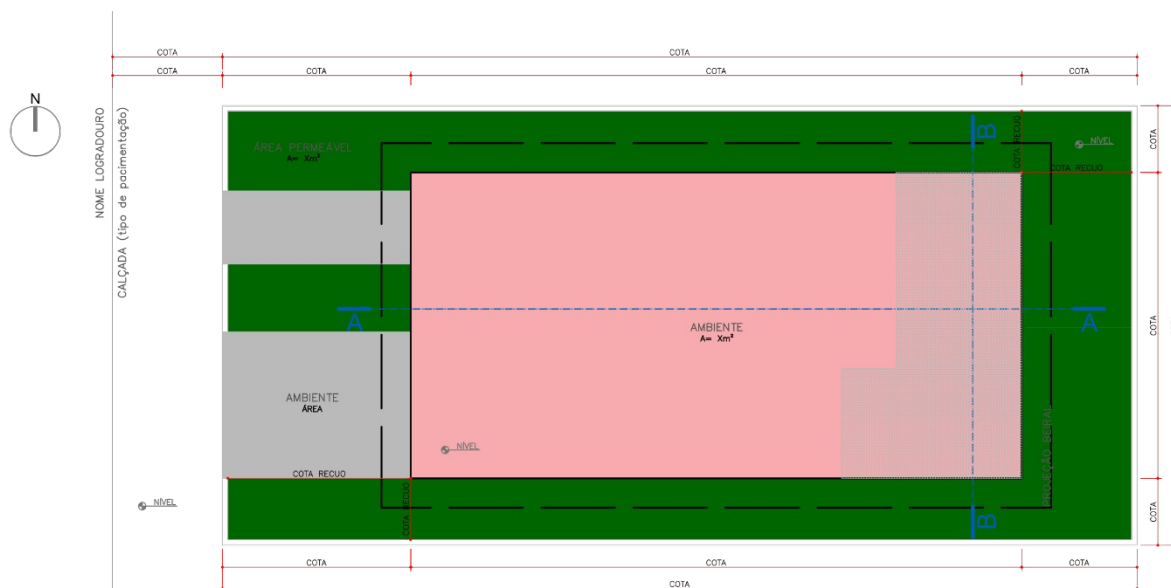 COTA
COTA
COTA
COTA
COTA
COTA
N
NOME LOGRADOURO
CALÇADA (tipo de pacimentação)
ÁREA PERMEÁVEL
A= Xm²
B
COTA RECUO
NÍVEL
COTA
COTA RECUO
A
A
AMBIENTE
A= Xm²
COTA
AMBIENTE
ÁREA
NÍVEL
PROJEÇÃO BEIRAL
COTA RECUO
COTA RECUO
NÍVEL
B
COTA
COTA
COTA
COTA
COTA